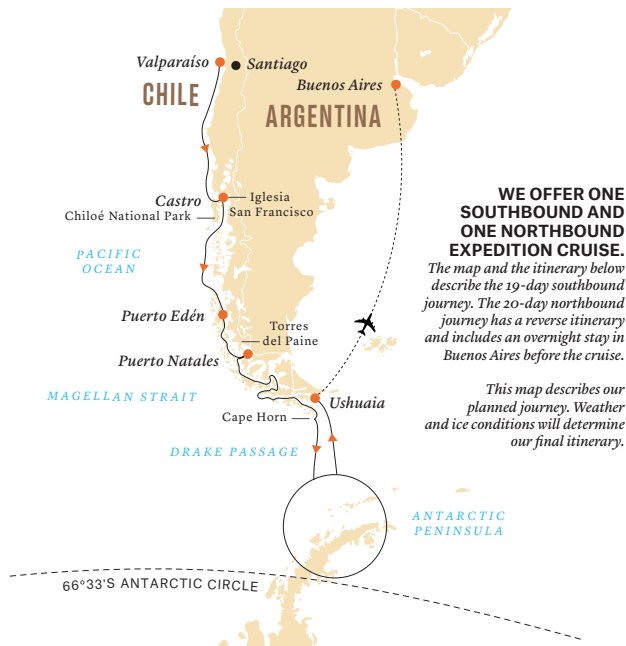 Valparaíso
Santiago
CHILE
Buenos Aires
ARGENTINA
Castro
Iglesia
San Francisco
Chiloé National Park
PACIFIC
OCEAN
Puerto Edén
Torres
del Paine
Puerto Natales
MAGELLAN STRAIT
Ushuaia
Cape Horn
DRAKE PASSAGE
ANTARCTIC
PENINSULA
66°33'S ANTARCTIC CIRCLE
WE OFFER ONE
SOUTHBOUND AND
ONE NORTHBOUND
EXPEDITION CRUISE.
The map and the itinerary below
describe the 19-day southbound
journey. The 20-day northbound
journey has a reverse itinerary
and includes an overnight stay in
Buenos Aires before the cruise.
This map describes our
planned journey. Weather
and ice conditions will determine
our final itinerary.